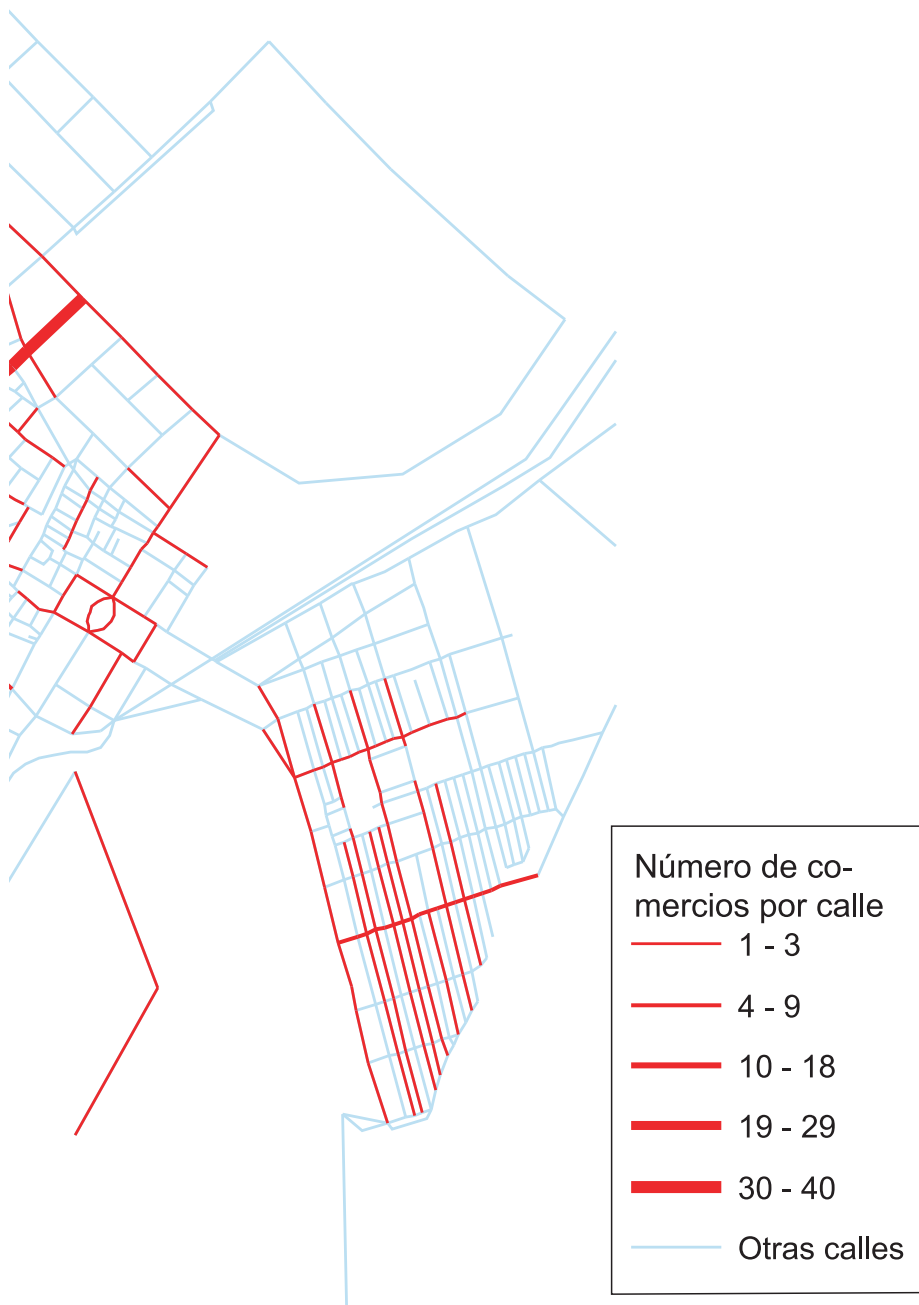 Número de co-
mercios por calle
1 - 3
4 - 9
10 - 18
19 - 29
30 - 40
Otras calles